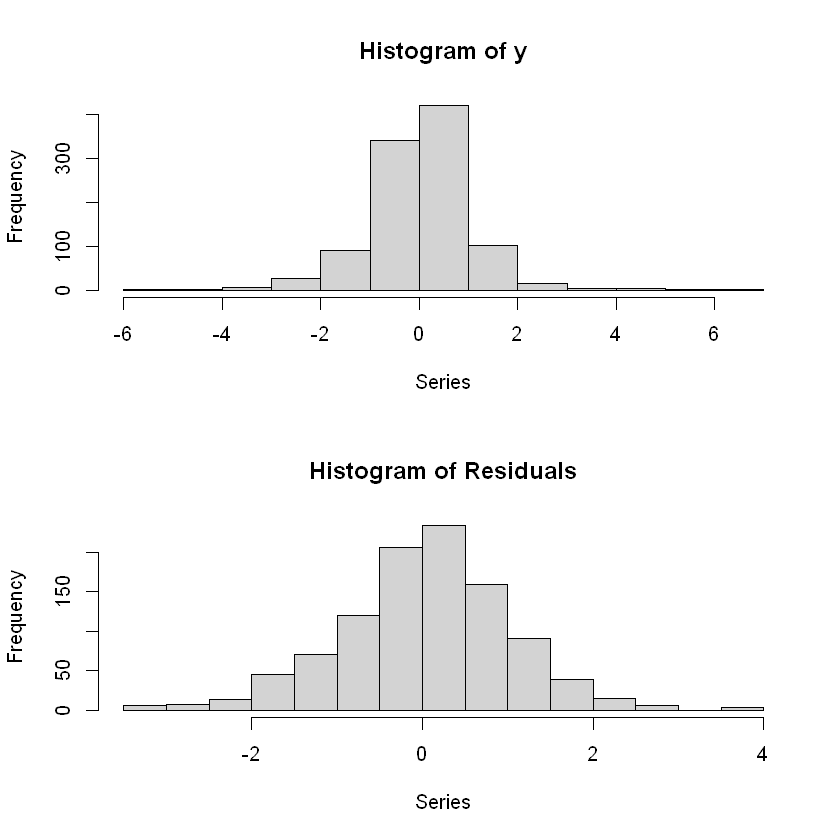 Histogram of y
Frequency
300
100
0
-6 -4 -2 0 2 4 6
Series
Histogram of Residuals
Frequency
150
50
0
-2 0 2 4
Series